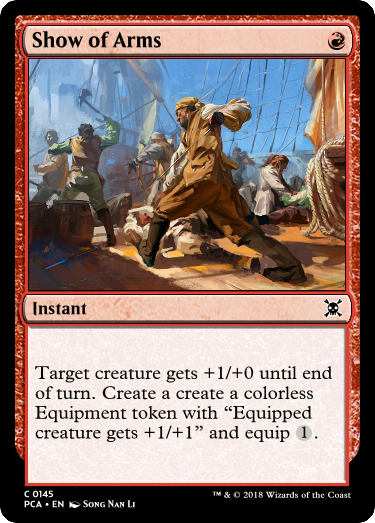 Show of Arms
Instant
Target creature gets +1/+0 until end
of turn. Create a create a colorless
Equipment token with “Equipped
creature gets +1/+1” and equip 1.
C 0145
PCA • EN Song Nan Li
™ & © 2018 Wizards of the Coast